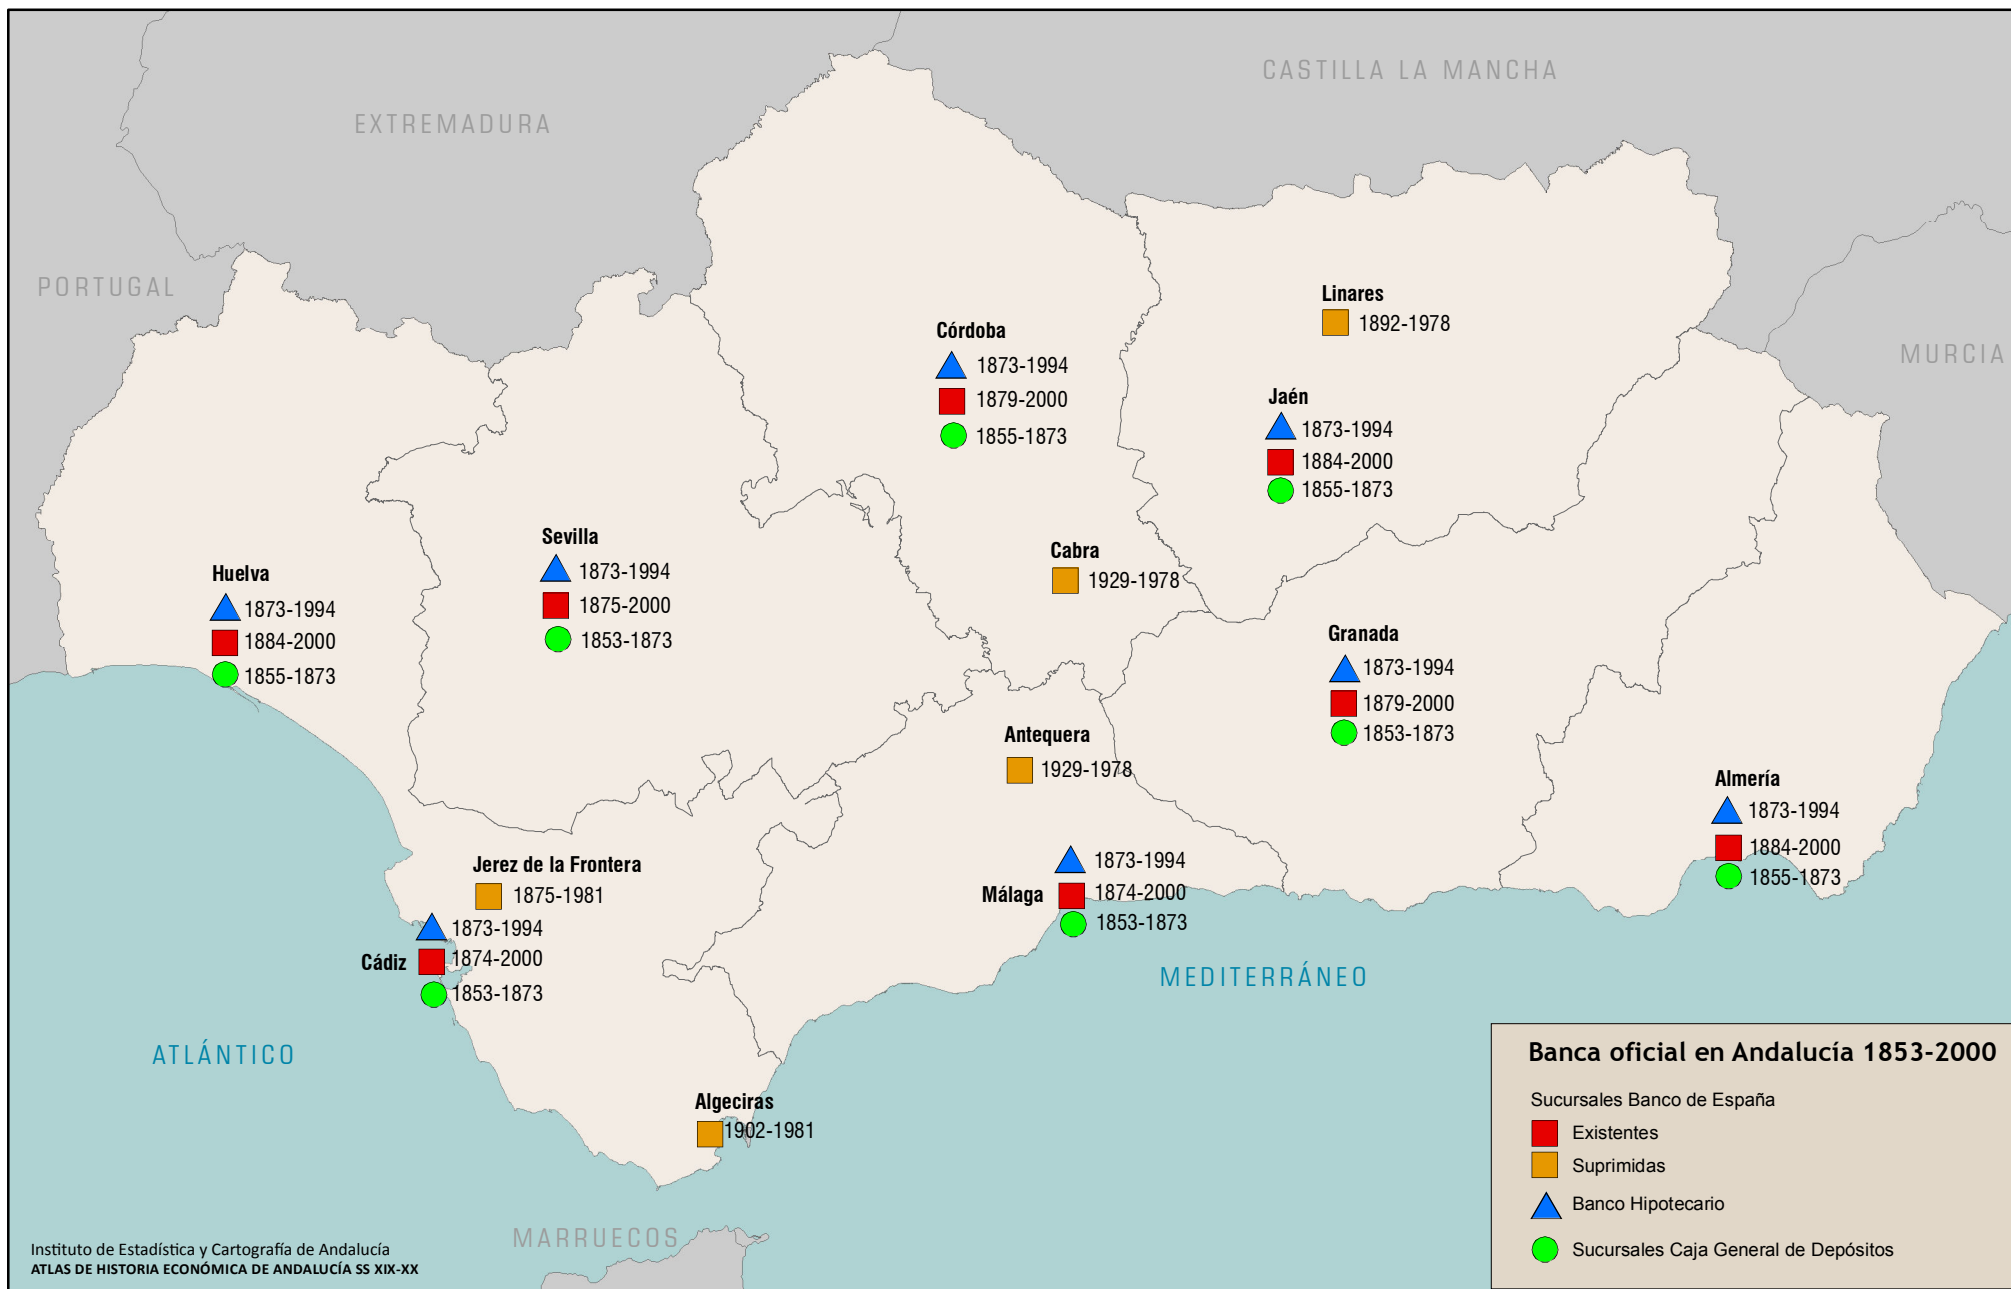 CASTILLA LA MANCHA
EXTREMADURA
PORTUGAL
MURCIA
Linares
1892-1978
Córdoba
1873-1994
1879-2000
1855-1873
Jaén
1873-1994
1884-2000
1855-1873
Sevilla
1873-1994
1875-2000
1853-1873
Cabra
1929-1978
Huelva
1873-1994
1884-2000
1855-1873
Granada
1873-1994
1879-2000
1853-1873
Antequera
1929-1978
Almería
1873-1994
1884-2000
1855-1873
Jerez de la Frontera
1875-1981
Málaga
1873-1994
1874-2000
1853-1873
Cádiz
1873-1994
1874-2000
1853-1873
MEDITERRÁNEO
ATLÁNTICO
Algeciras
1902-1981
MARRUECOS
Banca oficial en Andalucía 1853-2000
Sucursales Banco de España
Existentes
Suprimidas
Banco Hipotecario
Sucursales Caja General de Depósitos
Instituto de Estadística y Cartografía de Andalucía
ATLAS DE HISTORIA ECONÓMICA DE ANDALUCÍA SS XIX-XX